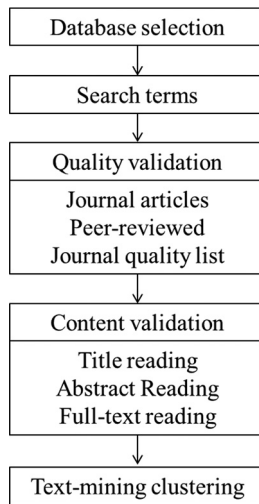 Database selection
Search terms
Quality validation
Journal articles
Peer-reviewed
Journal quality list
Content validation
Title reading
Abstract Reading
Full-text reading
Text-mining clustering